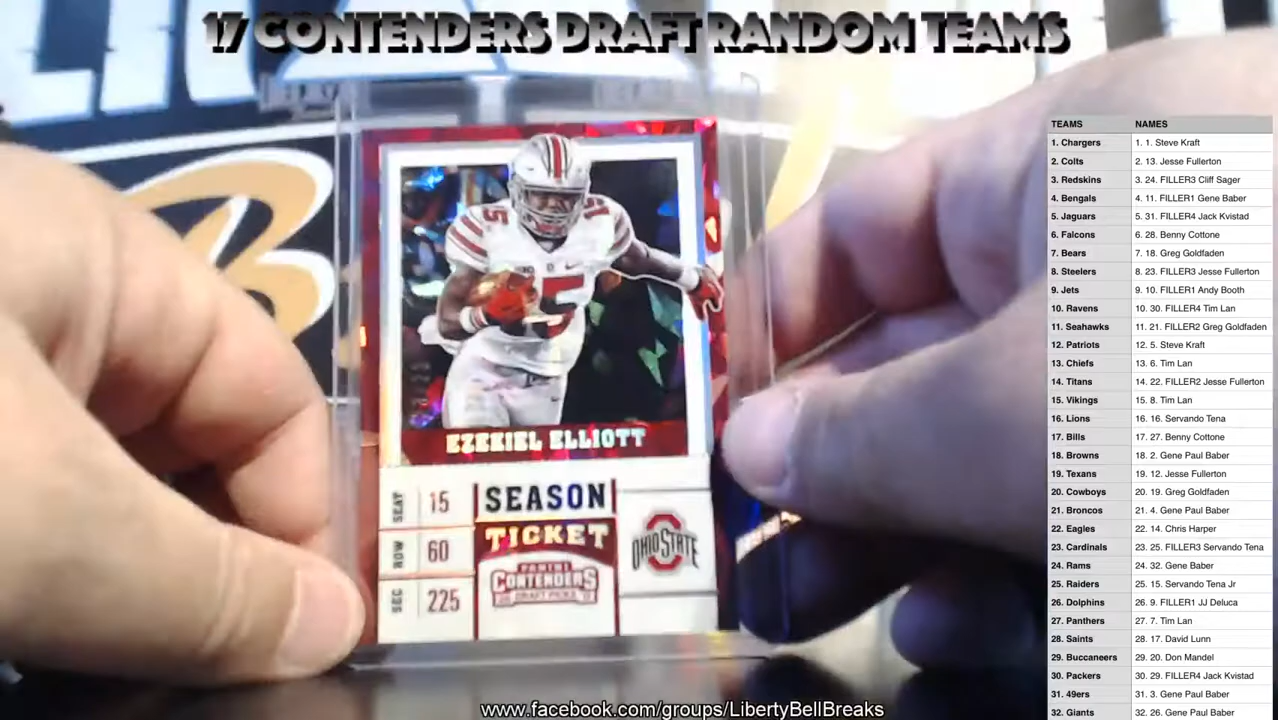 17 CONTENDERS DRAFT RANDOM TEAMS
15
15
EZEKIEL ELLIOTT
SEAT 15
ROW 60
SEC 225
SEASON
TICKET
PANINI
CONTENDERS
DRAFT PICKS
OHIO STATE
TEAMS NAMES
1. Chargers 1. 1. Steve Kraft
2. Colts 2. 13. Jesse Fullerton
3. Redskins 3. 24. FILLER3 Cliff Sager
4. Bengals 4. 11. FILLER1 Gene Baber
5. Jaguars 5. 31. FILLER4 Jack Kvistad
6. Falcons 6. 28. Benny Cottone
7. Bears 7. 18. Greg Goldfaden
8. Steelers 8. 23. FILLER3 Jesse Fullerton
9. Jets 9. 10. FILLER1 Andy Booth
10. Ravens 10. 30. FILLER4 Tim Lan
11. Seahawks 11. 21. FILLER2 Greg Goldfaden
12. Patriots 12. 5. Steve Kraft
13. Chiefs 13. 6. Tim Lan
14. Titans 14. 22. FILLER2 Jesse Fullerton
15. Vikings 15. 8. Tim Lan
16. Lions 16. 16. Servando Tena
17. Bills 17. 27. Benny Cottone
18. Browns 18. 2. Gene Paul Baber
19. Texans 19. 12. Jesse Fullerton
20. Cowboys 20. 19. Greg Goldfaden
21. Broncos 21. 4. Gene Paul Baber
22. Eagles 22. 14. Chris Harper
23. Cardinals 23. 25. FILLER3 Servando Tena
24. Rams 24. 32. Gene Baber
25. Raiders 25. 15. Servando Tena Jr
26. Dolphins 26. 9. FILLER1 JJ Deluca
27. Panthers 27. 7. Tim Lan
28. Saints 28. 17. David Lunn
29. Buccaneers 29. 20. Don Mandel
30. Packers 30. 29. FILLER4 Jack Kvistad
31. 49ers 31. 3. Gene Paul Baber
32. Giants 32. 26. Gene Paul Baber
www.facebook.com/groups/LibertyBellBreaks